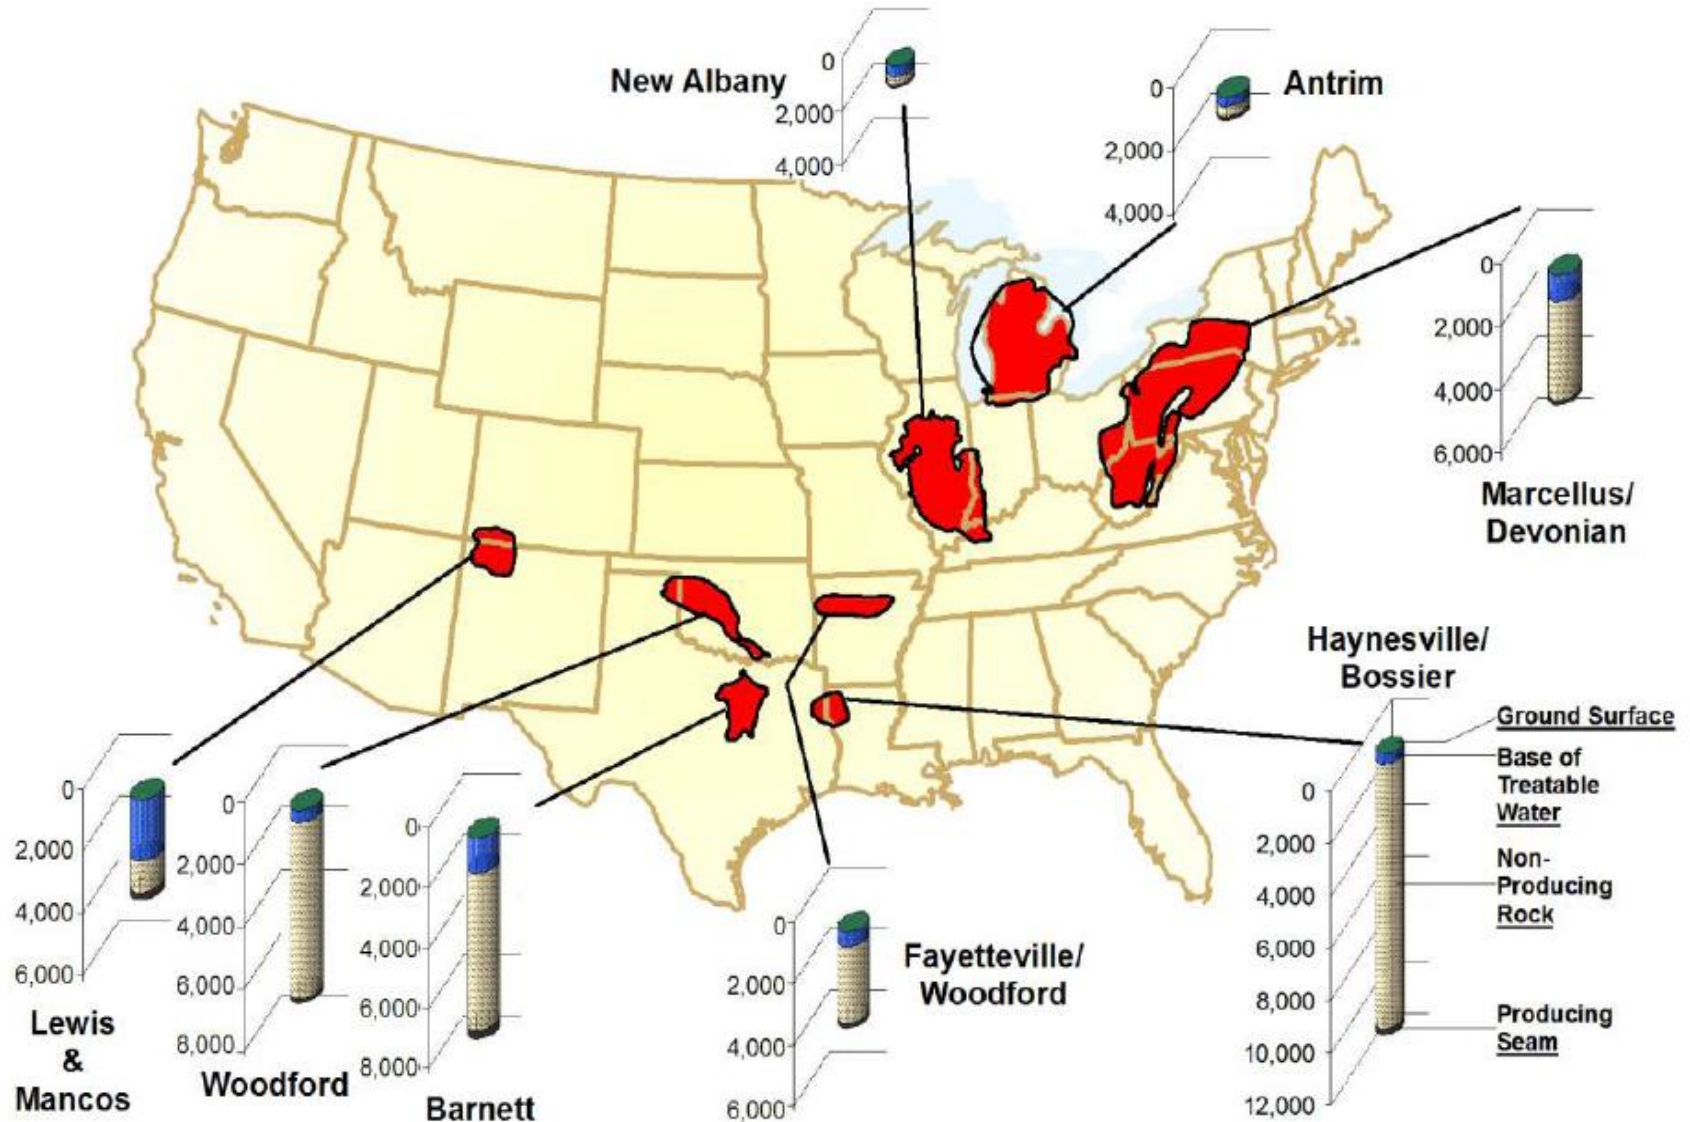 New Albany
0
2,000
4,000
Antrim
0
2,000
4,000
0
2,000
4,000
6,000
Marcellus/
Devonian
Haynesville/
Bossier
Ground Surface
Base of
Treatable
Water
Non-
Producing
Rock
Producing
Seam
0
2,000
4,000
6,000
8,000
10,000
12,000
0
2,000
4,000
6,000
Lewis
&
Mancos
0
2,000
4,000
6,000
8,000
Woodford
0
2,000
4,000
6,000
8,000
Barnett
0
2,000
4,000
6,000
Fayetteville/
Woodford